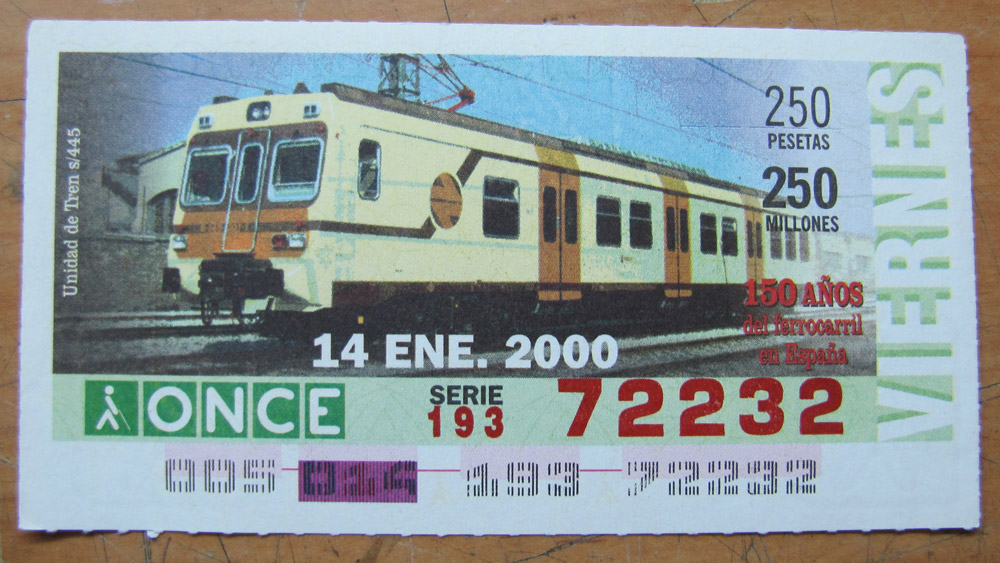 Unidad de Tren s/445
250
PESETAS
250
MILLONES
150 AÑOS
del ferrocarril
en España
VIERNES
14 ENE. 2000
ONCE
SERIE
193
72232
005 014 193 72232